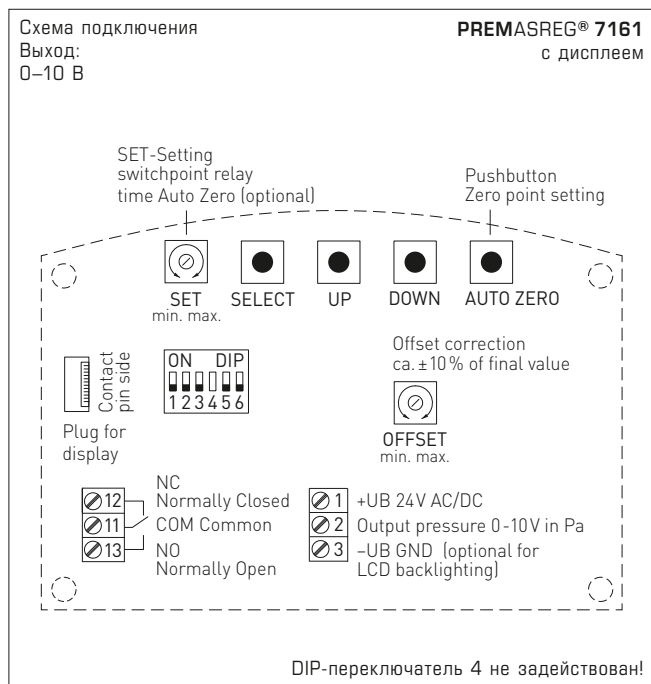 Схема подключения
Выход:
0–10 В
PREMASREG® 7161
с дисплеем
SET-Setting
switchpoint relay
time Auto Zero (optional)
Pushbutton
Zero point setting
SET
min. max.
SELECT
UP
DOWN
AUTO ZERO
Contact
pin side
Plug for
display
ON DIP
1 2 3 4 5 6
Offset correction
ca. ±10 % of final value
OFFSET
min. max.
12
11
13
NC
Normally Closed
COM Common
NO
Normally Open
1 +UB 24V AC/DC
2 Output pressure 0-10V in Pa
3 –UB GND (optional for
LCD backlighting)
DIP-переключатель 4 не задействован!